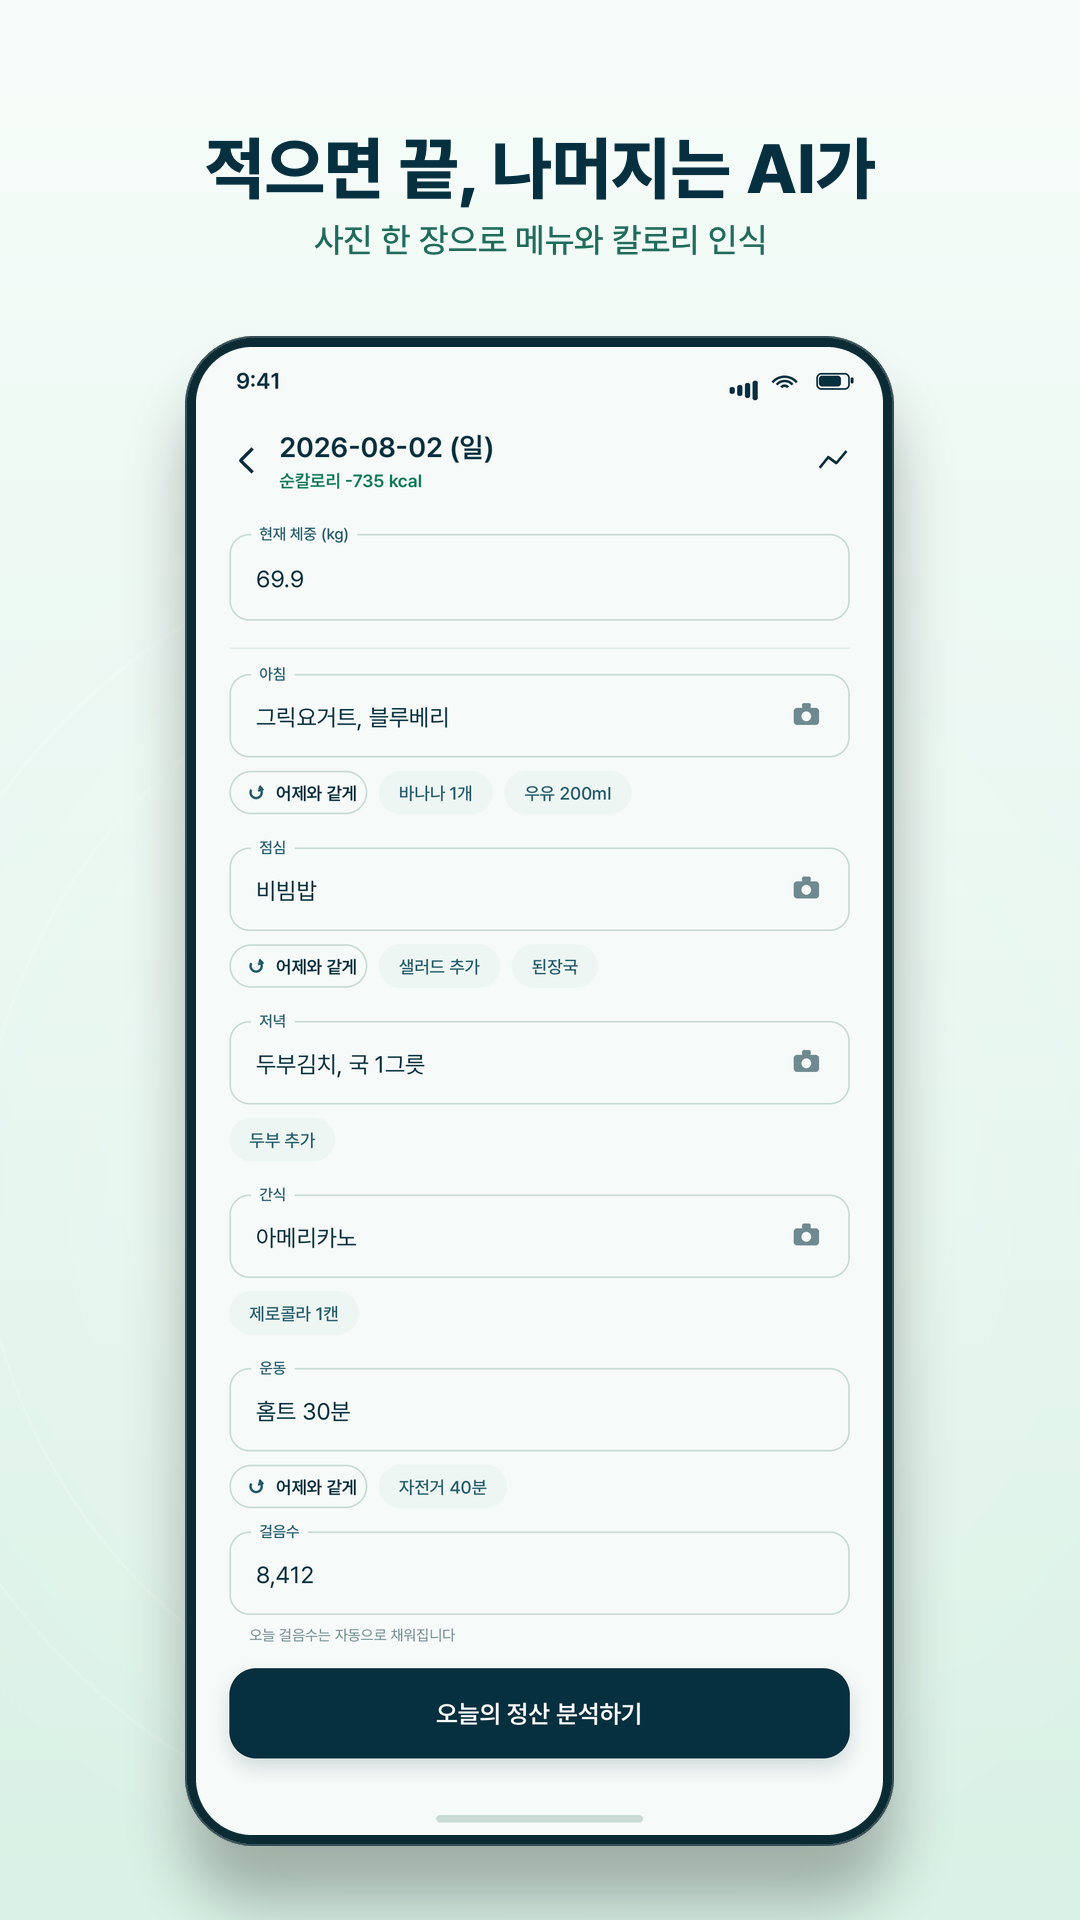 적으면 끝, 나머지는 AI가
사진 한 장으로 메뉴와 칼로리 인식
9:41
2026-08-02 (일)
순칼로리 -735 kcal
현재 체중 (kg)
69.9
아침
그릭요거트, 블루베리
어제와 같게 바나나 1개 우유 200ml
점심
비빔밥
어제와 같게 샐러드 추가 된장국
저녁
두부김치, 국 1그릇
두부 추가
간식
아메리카노
제로콜라 1캔
운동
홈트 30분
어제와 같게 자전거 40분
걸음수
8,412
오늘 걸음수는 자동으로 채워집니다
오늘의 정산 분석하기